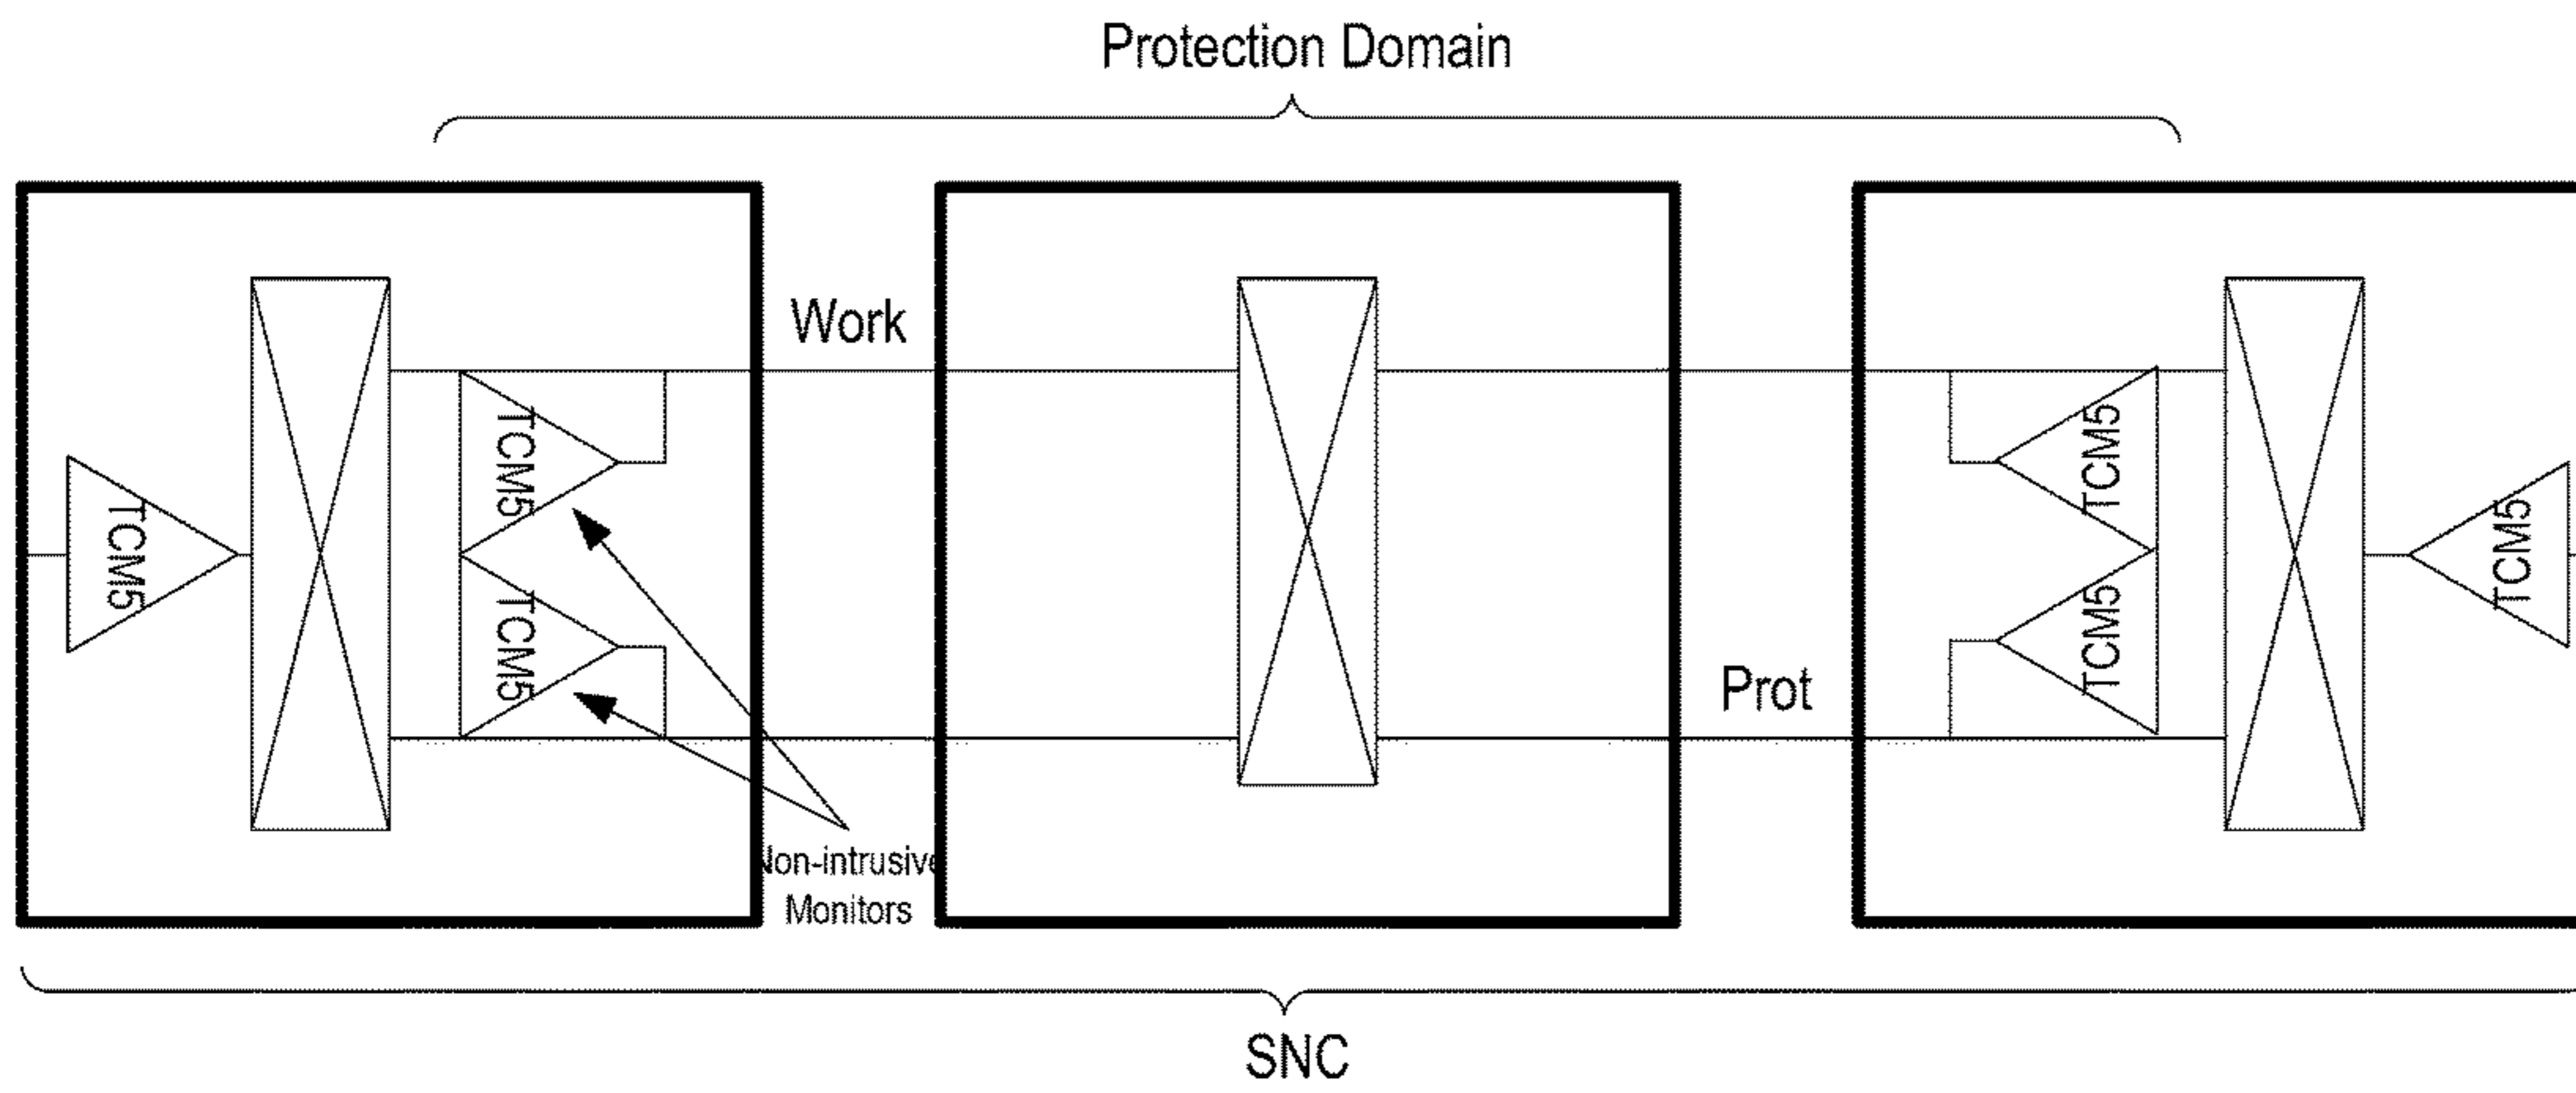 Protection Domain
Work
TCM5
TCM5
TCM5
TCM5
TCM5
TCM5
Prot
Non-intrusive
Monitors
SNC